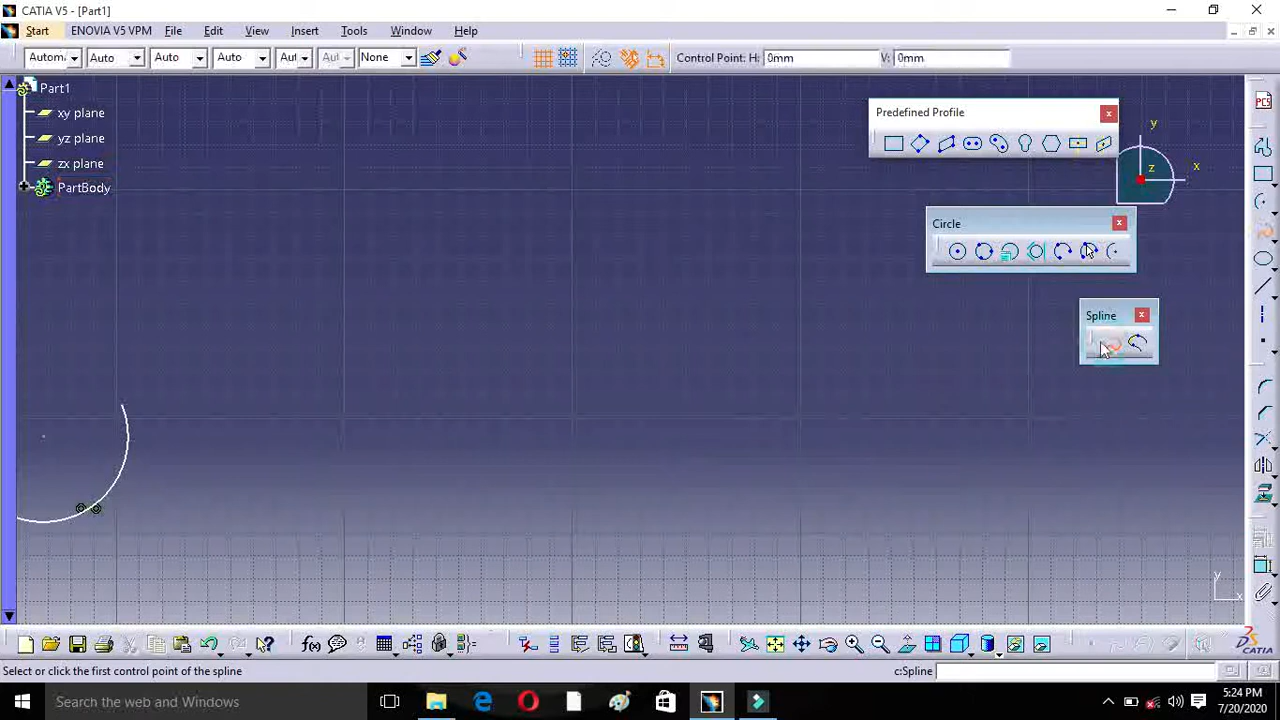 CATIA V5 - [Part1]
Start ENOVIA V5 VPM File Edit View Insert Tools Window Help
Autom Auto Auto Auto Aut Aut None Control Point: H: 0mm V: 0mm
Part1
xy plane
yz plane
zx plane
PartBody
Predefined Profile
y
x
z
Circle
Spline
PCS
y
x
f(x)
CATIA
Select or click the first control point of the spline c:Spline
Search the web and Windows
5:24 PM
7/20/2020